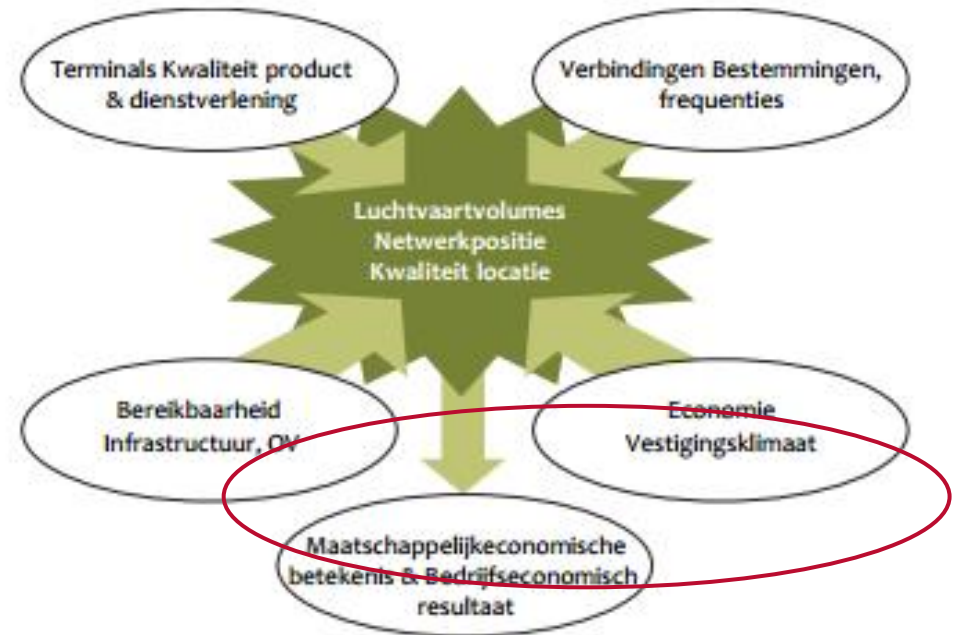 Terminals Kwaliteit product
& dienstverlening
Verbindingen Bestemmingen,
frequenties
Luchtvaartvolumes
Netwerkpositie
Kwaliteit locatie
Bereikbaarheid
Infrastructuur, OV
Economie
Vestigingsklimaat
Maatschappelijkeconomische
betekenis & Bedrijfseconomisch
resultaat